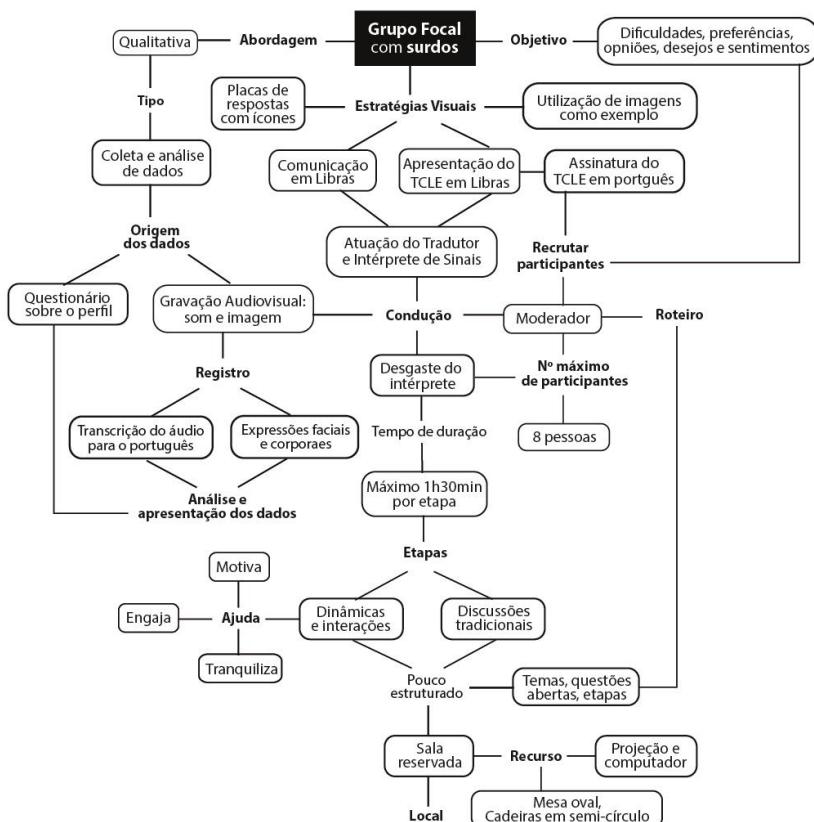 Grupo Focal
com surdos
Abordagem
Qualitativa
Objetivo
Dificuldades, preferências,
opniões, desejos e sentimentos
Tipo
Placas de
respostas
com ícones
Estratégias Visuais
Utilização de imagens
como exemplo
Coleta e análise
de dados
Comunicação
em Libras
Apresentação do
TCLE em Libras
Assinatura do
TCLE em portguês
Origem
dos dados
Atuação do Tradutor
e Intérprete de Sinais
Recrutar
participantes
Questionário
sobre o perfil
Gravação Audiovisual:
som e imagem
Condução
Moderador
Roteiro
Registro
Desgaste do
intérprete
Nº máximo
de participantes
Transcrição do áudio
para o português
Expressões faciais
e corporaes
Tempo de duração
8 pessoas
Análise e
apresentação dos dados
Máximo 1h30min
por etapa
Etapas
Motiva
Engaja
Ajuda
Tranquiliza
Dinâmicas
e interações
Discussões
tradicionais
Pouco
estruturado
Temas, questões
abertas, etapas
Sala
reservada
Recurso
Projeção e
computador
Local
Mesa oval,
Cadeiras em semi-círculo